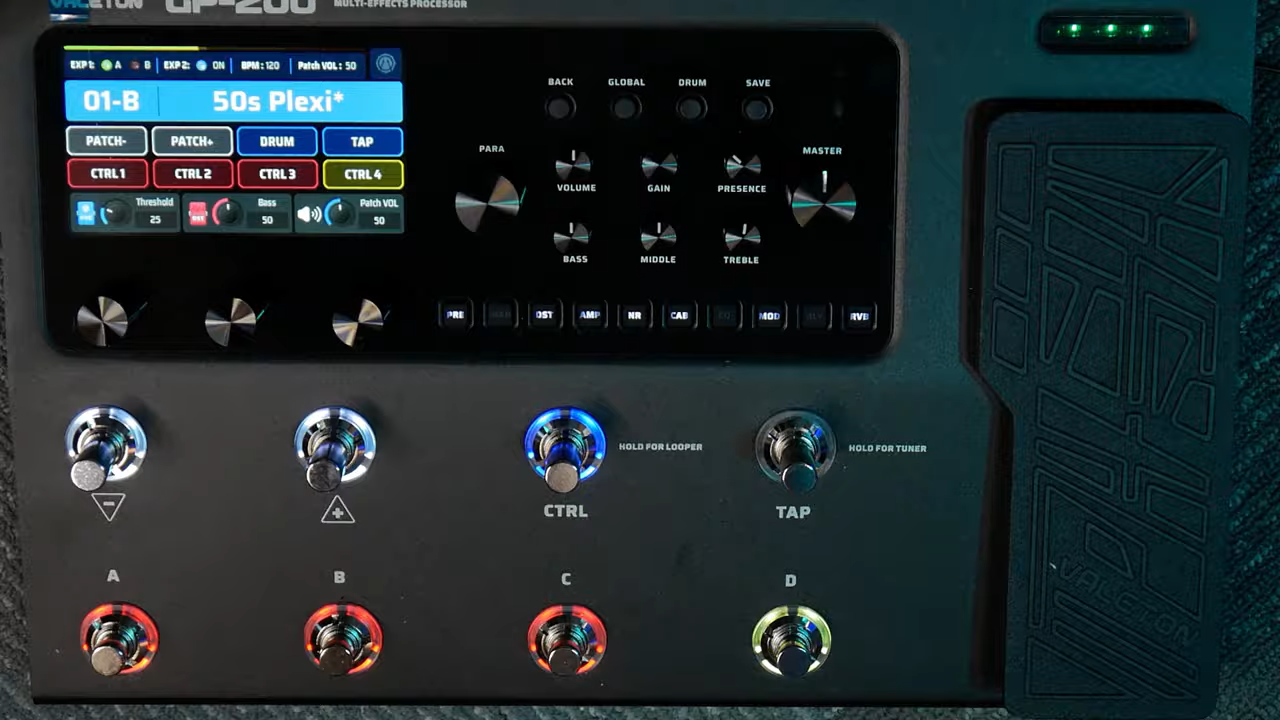 VALETON GP-200 MULTI-EFFECTS PROCESSOR
EXP 1: A B EXP 2: ON BPM: 120 Patch VOL: 50
01-B 50s Plexi*
PATCH- PATCH+ DRUM TAP
CTRL 1 CTRL 2 CTRL 3 CTRL 4
Threshold 25
DST Bass 50
Patch VOL 50
BACK GLOBAL DRUM SAVE
PARA MASTER
VOLUME GAIN PRESENCE
BASS MIDDLE TREBLE
PRE DST AMP NR CAB MOD RVB
HOLD FOR LOOPER
HOLD FOR TUNER
- + CTRL TAP
A B C D
VALETON